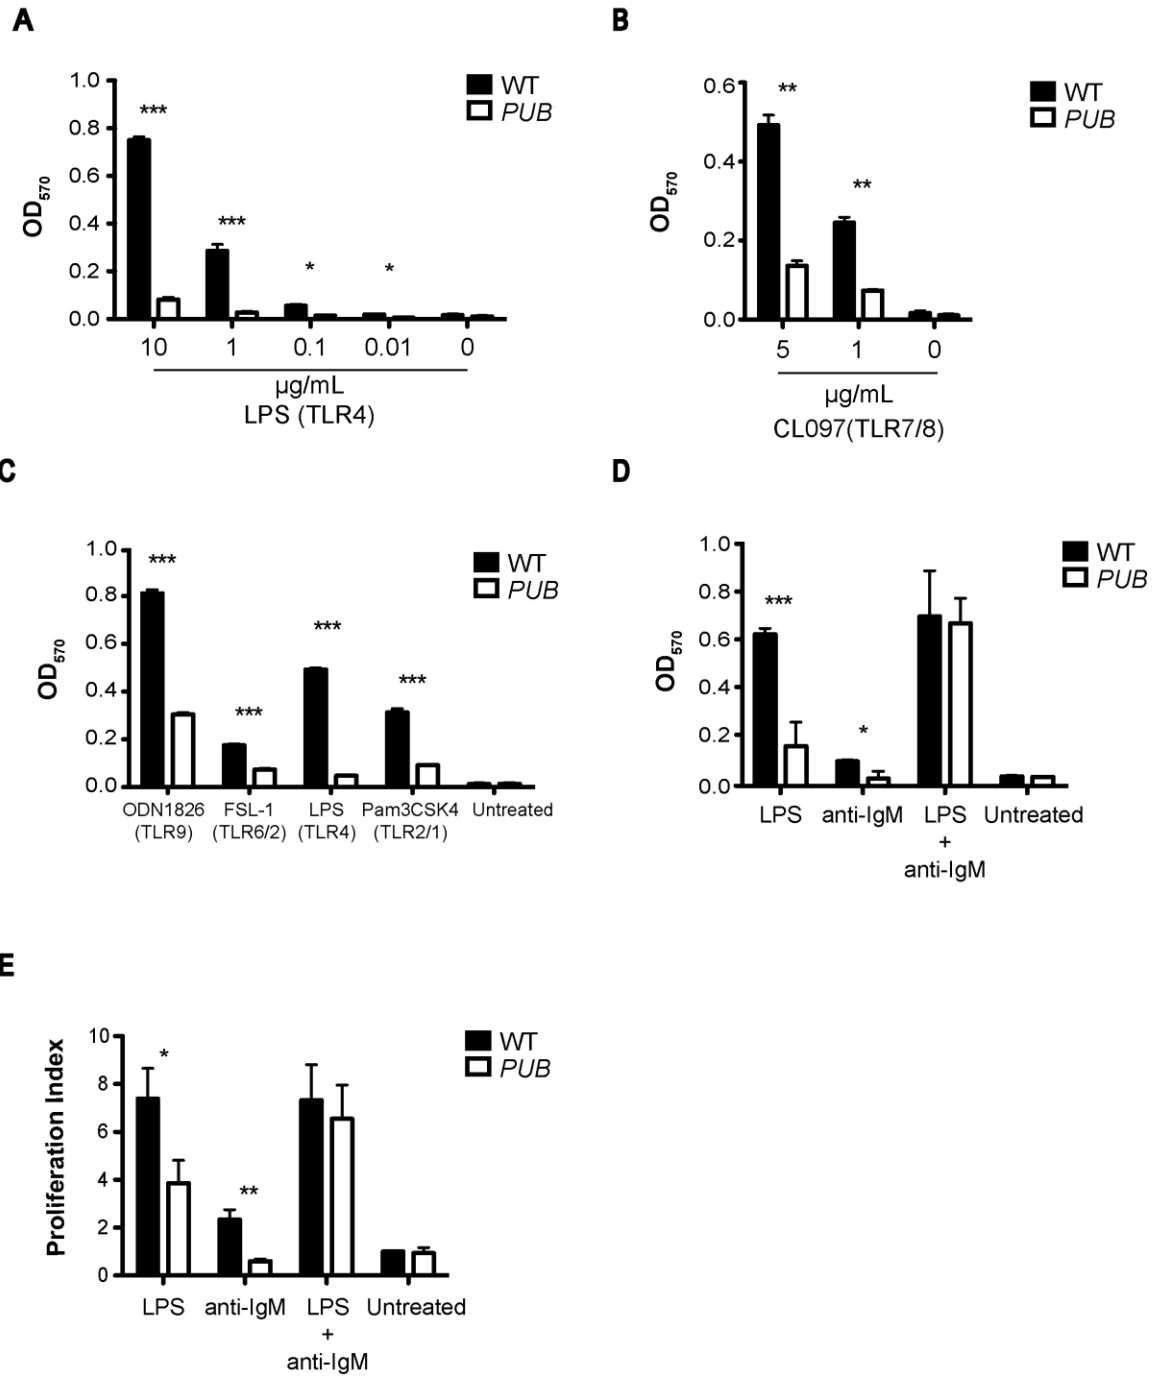 A
1.0
0.8
0.6
0.4
0.2
0.0
OD570
***
***
*
*
WT
PUB
10 1 0.1 0.01 0
µg/mL
LPS (TLR4)
B
0.6
0.4
0.2
0.0
OD570
**
**
WT
PUB
5 1 0
µg/mL
CL097(TLR7/8)
C
1.0
0.8
0.6
0.4
0.2
0.0
OD570
***
***
***
***
WT
PUB
ODN1826 FSL-1 LPS Pam3CSK4 Untreated
(TLR9) (TLR6/2) (TLR4) (TLR2/1)
D
1.0
0.8
0.6
0.4
0.2
0.0
OD570
***
*
WT
PUB
LPS anti-IgM LPS Untreated
+
anti-IgM
E
10
8
6
4
2
0
Proliferation Index
*
**
WT
PUB
LPS anti-IgM LPS Untreated
+
anti-IgM